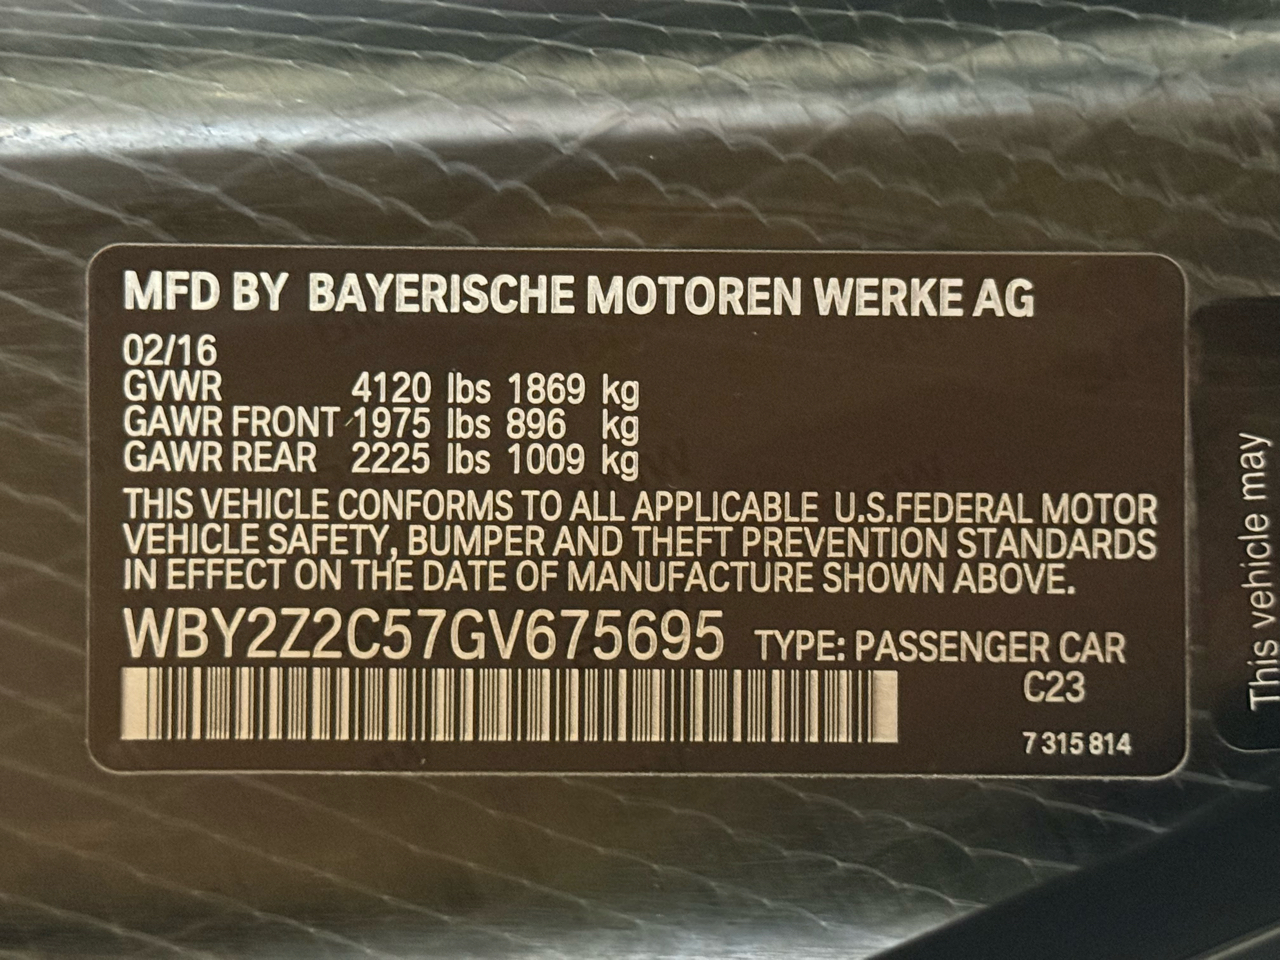 MFD BY BAYERISCHE MOTOREN WERKE AG
02/16
GVWR 4120 lbs 1869 kg
GAWR FRONT 1975 lbs 896 kg
GAWR REAR 2225 lbs 1009 kg
THIS VEHICLE CONFORMS TO ALL APPLICABLE U.S.FEDERAL MOTOR
VEHICLE SAFETY, BUMPER AND THEFT PREVENTION STANDARDS
IN EFFECT ON THE DATE OF MANUFACTURE SHOWN ABOVE.
WBY2Z2C57GV675695 TYPE: PASSENGER CAR
C23
7 315 814
This vehicle may